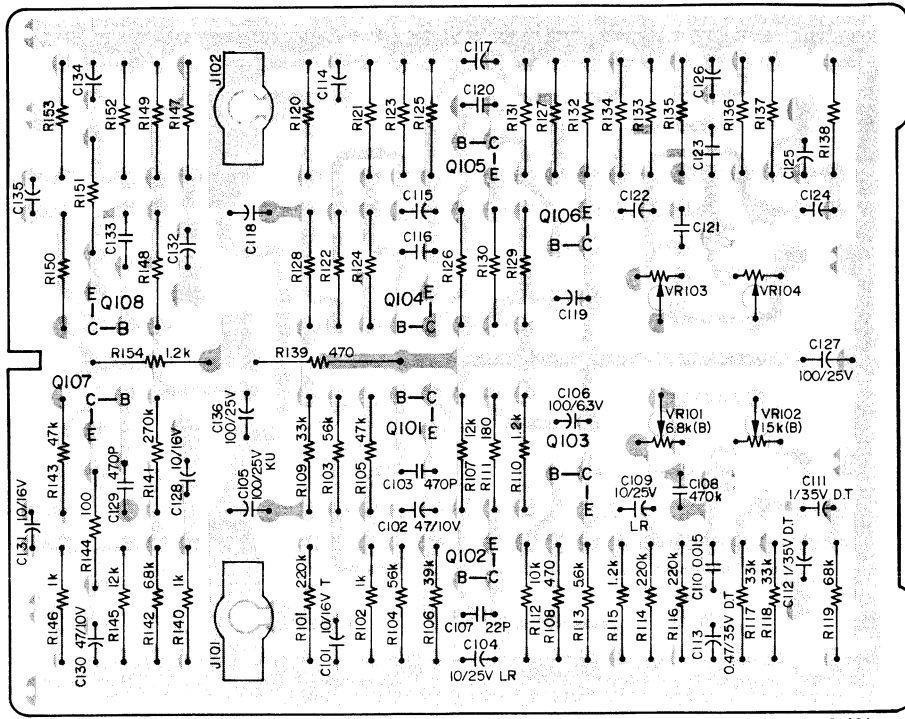 C117
R153
C134
R152
R149
R147
J102
R120
C114
R121
R123
R125
C120
R131
R127
R132
R134
R133
R135
C126
R136
R137
R138
B C E
Q105
C123
C125
C135
R151
C133
C132
C118
C115
C116
C122
C121
C124
R150
R148
R128
R122
R124
R126
R130
R129
Q106
E
B C
VR103
VR104
E
Q108
C B
Q104
E
B C
C119
R154 1.2k
R139 470
C127
100/25V
Q107
C B
E
C136
100/25V
B C
Q101
E
C106
100/6.3V
VR101
6.8k(B)
VR102
15k(B)
R143 47k
R141 270k
C128 10/16V
C129 470P
C105 100/25V KU
R109 33k
R103 56k
R105 47k
C103 470P
R107 12k
R111 180
R110 1.2k
Q103
B C
E
C109
10/25V
LR
C108
470k
C111
1/35V D.T
C131 10/16V
R144 100
C102 47/10V
R146 1k
C130 47/10V
R145 12k
R142 68k
R140 1k
J101
R101 220k
C101 10/16V T
R102 1k
R104 56k
R106 39k
Q102
E
B C
C107 22P
C104
10/25V LR
R112 10k
R108 470
R113 5.6k
R115 1.2k
R114 220k
R116 220k
C110 0.015
C113
0.47/35V D.T
R117 33k
R118 33k
C112 1/35V D.T
R119 68k